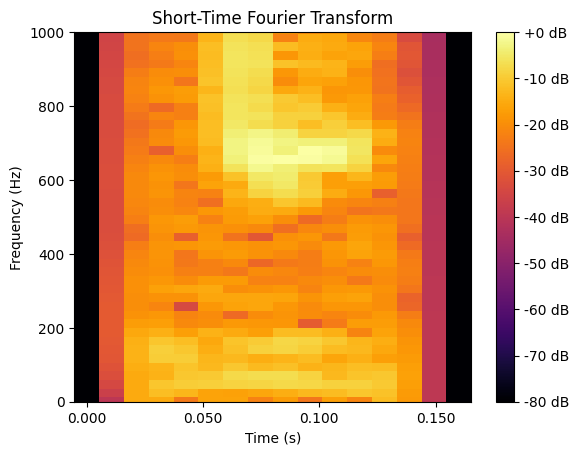 Short-Time Fourier Transform
1000
800
600
400
200
0
Frequency (Hz)
0.000
0.050
0.100
0.150
Time (s)
+0 dB
-10 dB
-20 dB
-30 dB
-40 dB
-50 dB
-60 dB
-70 dB
-80 dB